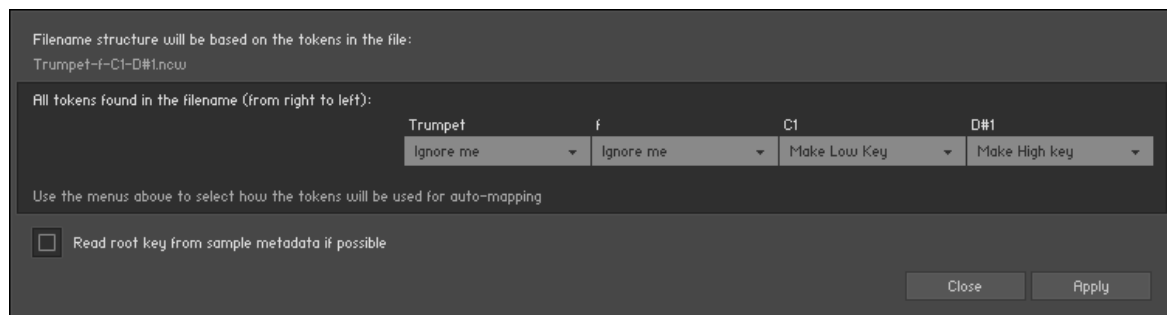 Filename structure will be based on the tokens in the file:
Trumpet-f-C1-D#1.ncw
All tokens found in the filename (from right to left):
Trumpet f C1 D#1
Ignore me Ignore me Make Low Key Make High key
Use the menus above to select how the tokens will be used for auto-mapping
Read root key from sample metadata if possible
Close Apply